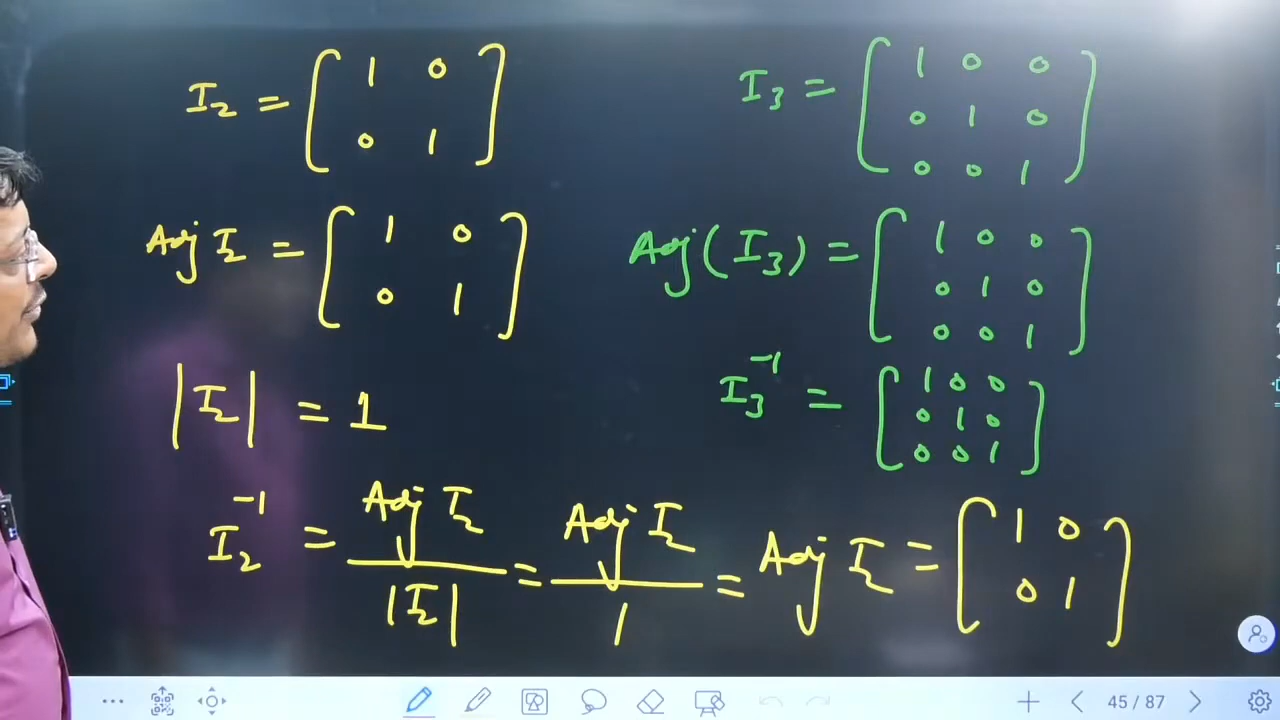 I₂ = [ 1 0
0 1 ]
Adj I₂ = [ 1 0
0 1 ]
|I₂| = 1
I₃ = [ 1 0 0
0 1 0
0 0 1 ]
Adj(I₃) = [ 1 0 0
0 1 0
0 0 1 ]
I₃⁻¹ = [ 1 0 0
0 1 0
0 0 1 ]
I₂⁻¹ = Adj I₂ / |I₂| = Adj I₂ / 1 = Adj I₂ = [ 1 0
0 1 ]
45 / 87